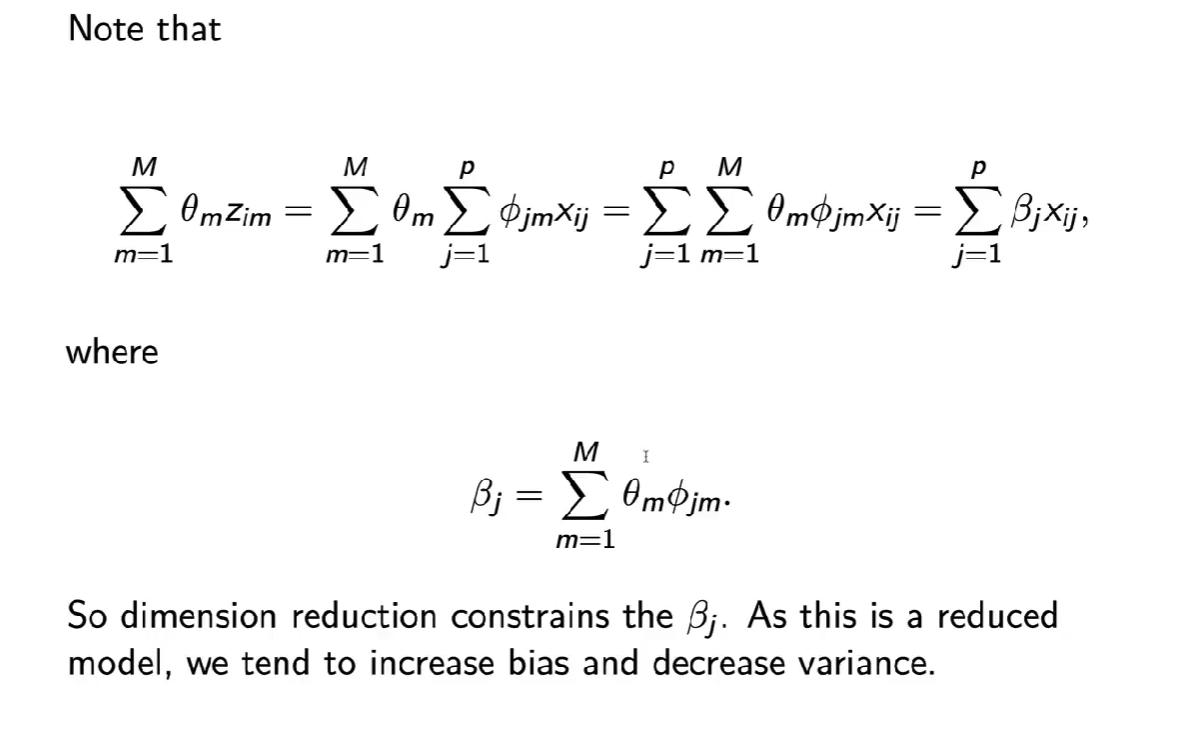 Note that
$$\sum_{m=1}^{M} \theta_m z_{im} = \sum_{m=1}^{M} \theta_m \sum_{j=1}^{p} \phi_{jm} x_{ij} = \sum_{j=1}^{p} \sum_{m=1}^{M} \theta_m \phi_{jm} x_{ij} = \sum_{j=1}^{p} \beta_j x_{ij},$$
where
$$\beta_j = \sum_{m=1}^{M} \theta_m \phi_{jm}.$$
So dimension reduction constrains the $\beta_j$. As this is a reduced
model, we tend to increase bias and decrease variance.